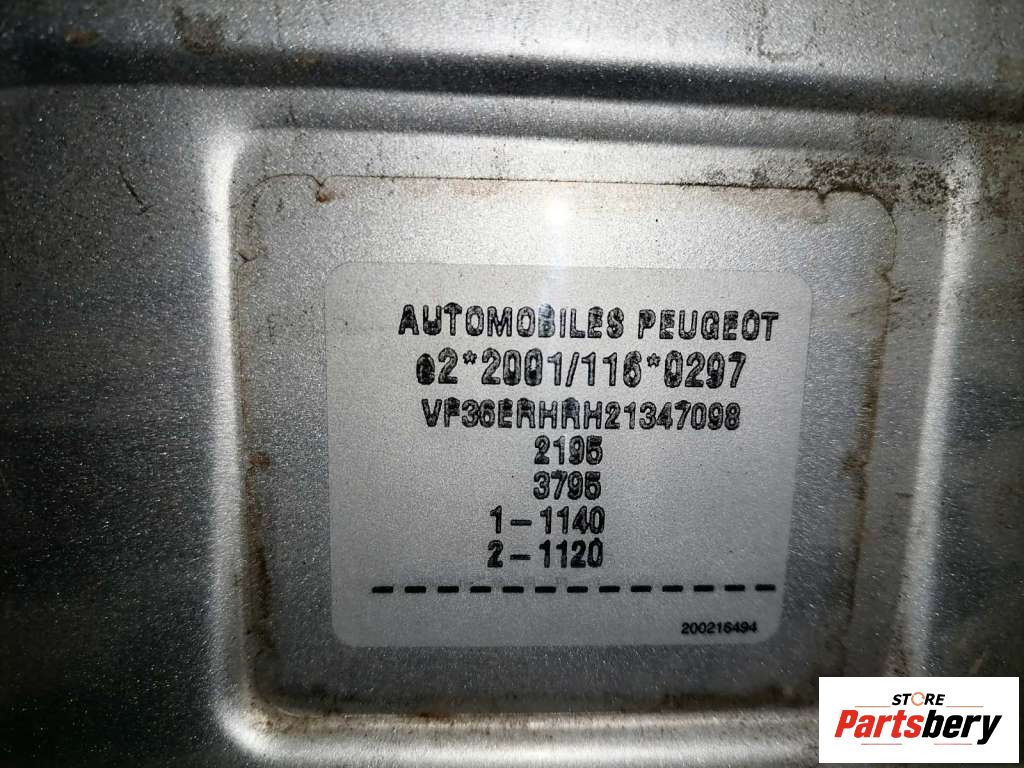 AUTOMOBILES PEUGEOT
e2*2001/116*0297
VF36ERHRH21347098
2195
3795
1-1140
2-1120
-------------
200216494
STORE
Partsbery